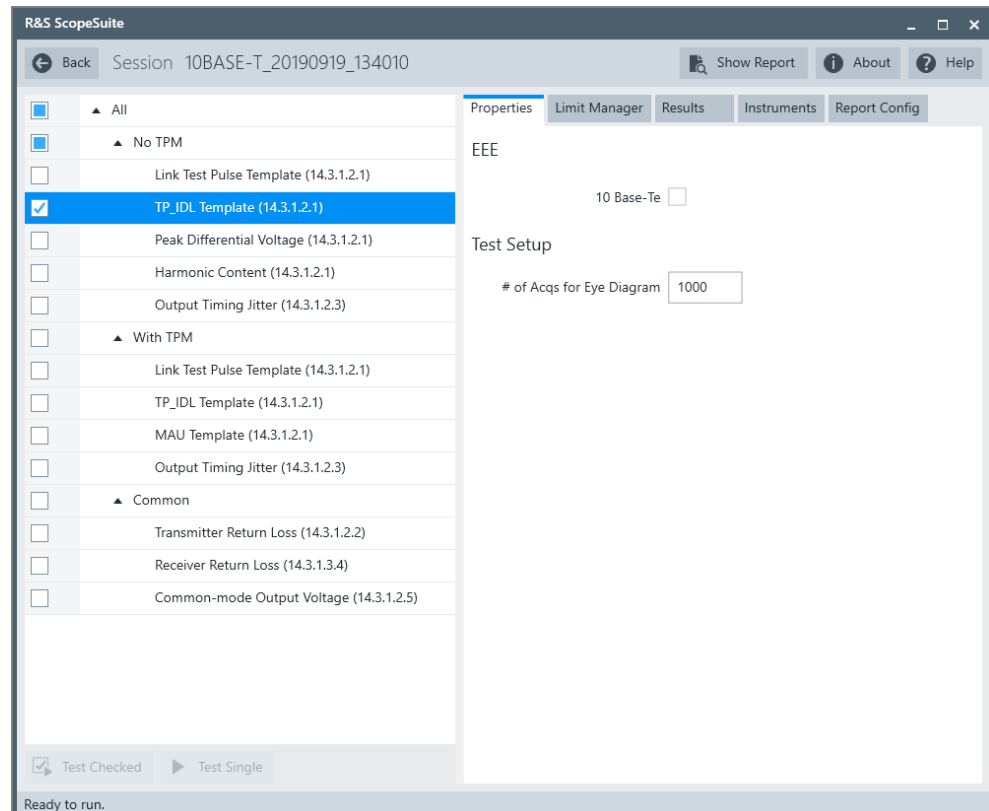 R&S ScopeSuite
Back Session 10BASE-T_20190919_134010 Show Report About Help
All
No TPM
Link Test Pulse Template (14.3.1.2.1)
TP_IDL Template (14.3.1.2.1)
Peak Differential Voltage (14.3.1.2.1)
Harmonic Content (14.3.1.2.1)
Output Timing Jitter (14.3.1.2.3)
With TPM
Link Test Pulse Template (14.3.1.2.1)
TP_IDL Template (14.3.1.2.1)
MAU Template (14.3.1.2.1)
Output Timing Jitter (14.3.1.2.3)
Common
Transmitter Return Loss (14.3.1.2.2)
Receiver Return Loss (14.3.1.3.4)
Common-mode Output Voltage (14.3.1.2.5)
Properties Limit Manager Results Instruments Report Config
EEE
10 Base-Te
Test Setup
# of Acqs for Eye Diagram 1000
Test Checked Test Single
Ready to run.